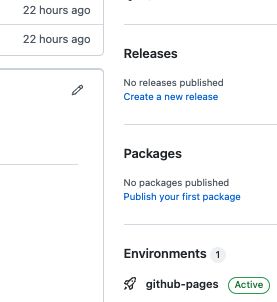 22 hours ago
22 hours ago
Releases
No releases published
Create a new release
Packages
No packages published
Publish your first package
Environments 1
github-pages Active